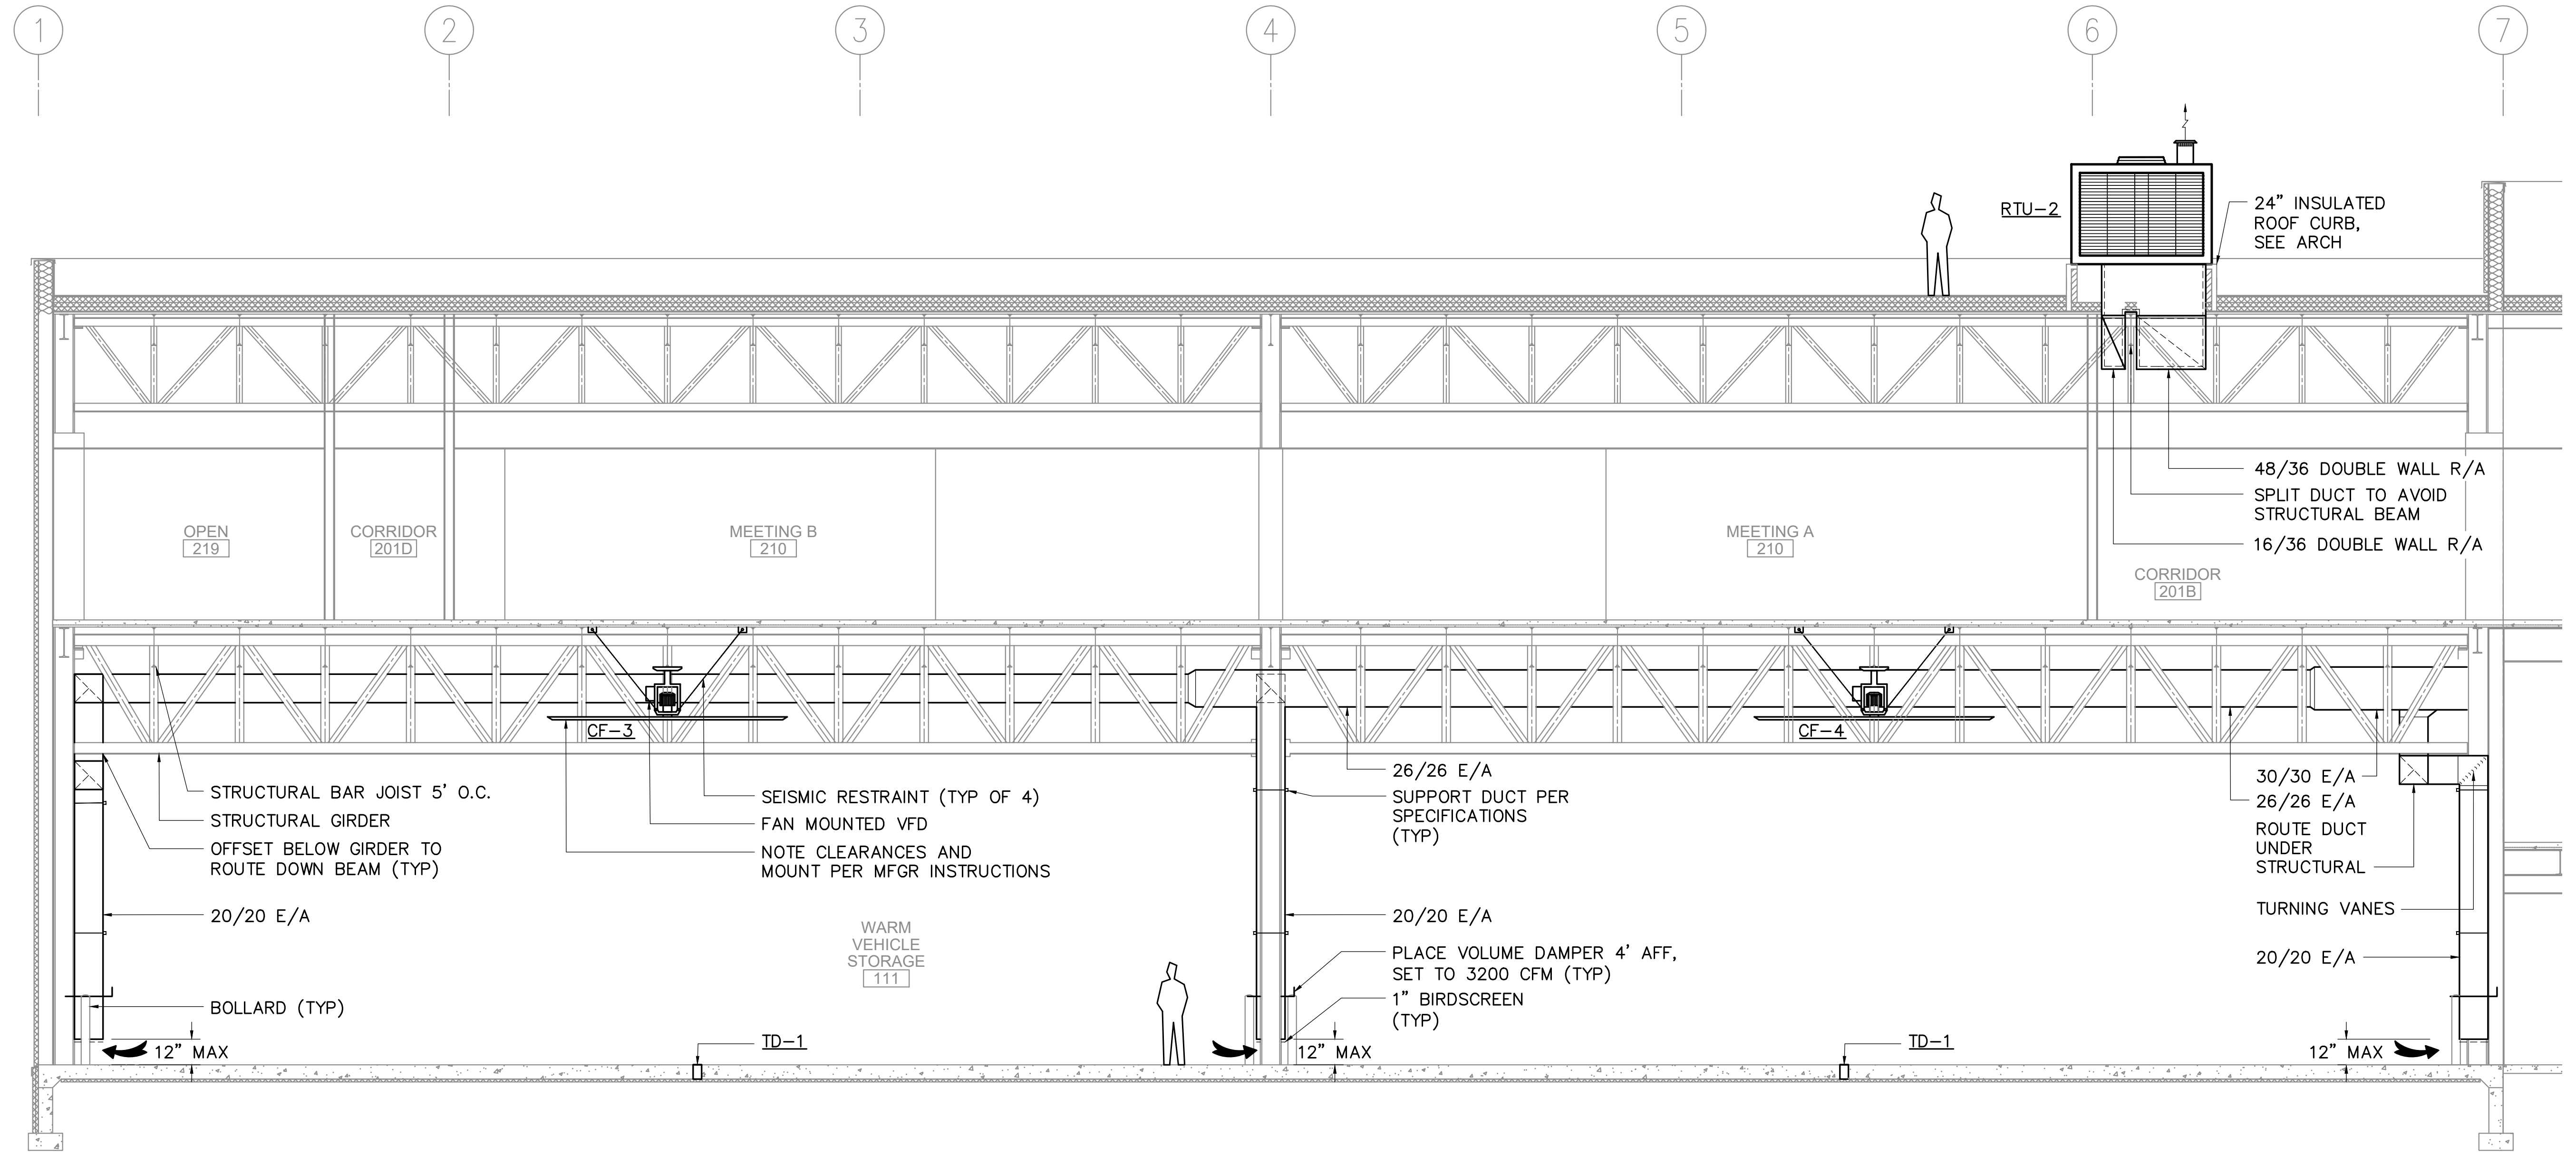 1
2
3
4
5
6
7
RTU-2
24" INSULATED
ROOF CURB,
SEE ARCH
48/36 DOUBLE WALL R/A
SPLIT DUCT TO AVOID
STRUCTURAL BEAM
16/36 DOUBLE WALL R/A
OPEN
219
CORRIDOR
201D
MEETING B
210
MEETING A
210
CORRIDOR
201B
CF-3
CF-4
STRUCTURAL BAR JOIST 5' O.C.
STRUCTURAL GIRDER
OFFSET BELOW GIRDER TO
ROUTE DOWN BEAM (TYP)
20/20 E/A
BOLLARD (TYP)
12" MAX
SEISMIC RESTRAINT (TYP OF 4)
FAN MOUNTED VFD
NOTE CLEARANCES AND
MOUNT PER MFGR INSTRUCTIONS
WARM
VEHICLE
STORAGE
111
TD-1
26/26 E/A
SUPPORT DUCT PER
SPECIFICATIONS
(TYP)
20/20 E/A
PLACE VOLUME DAMPER 4' AFF,
SET TO 3200 CFM (TYP)
1" BIRDSCREEN
(TYP)
12" MAX
TD-1
30/30 E/A
26/26 E/A
ROUTE DUCT
UNDER
STRUCTURAL
TURNING VANES
20/20 E/A
12" MAX